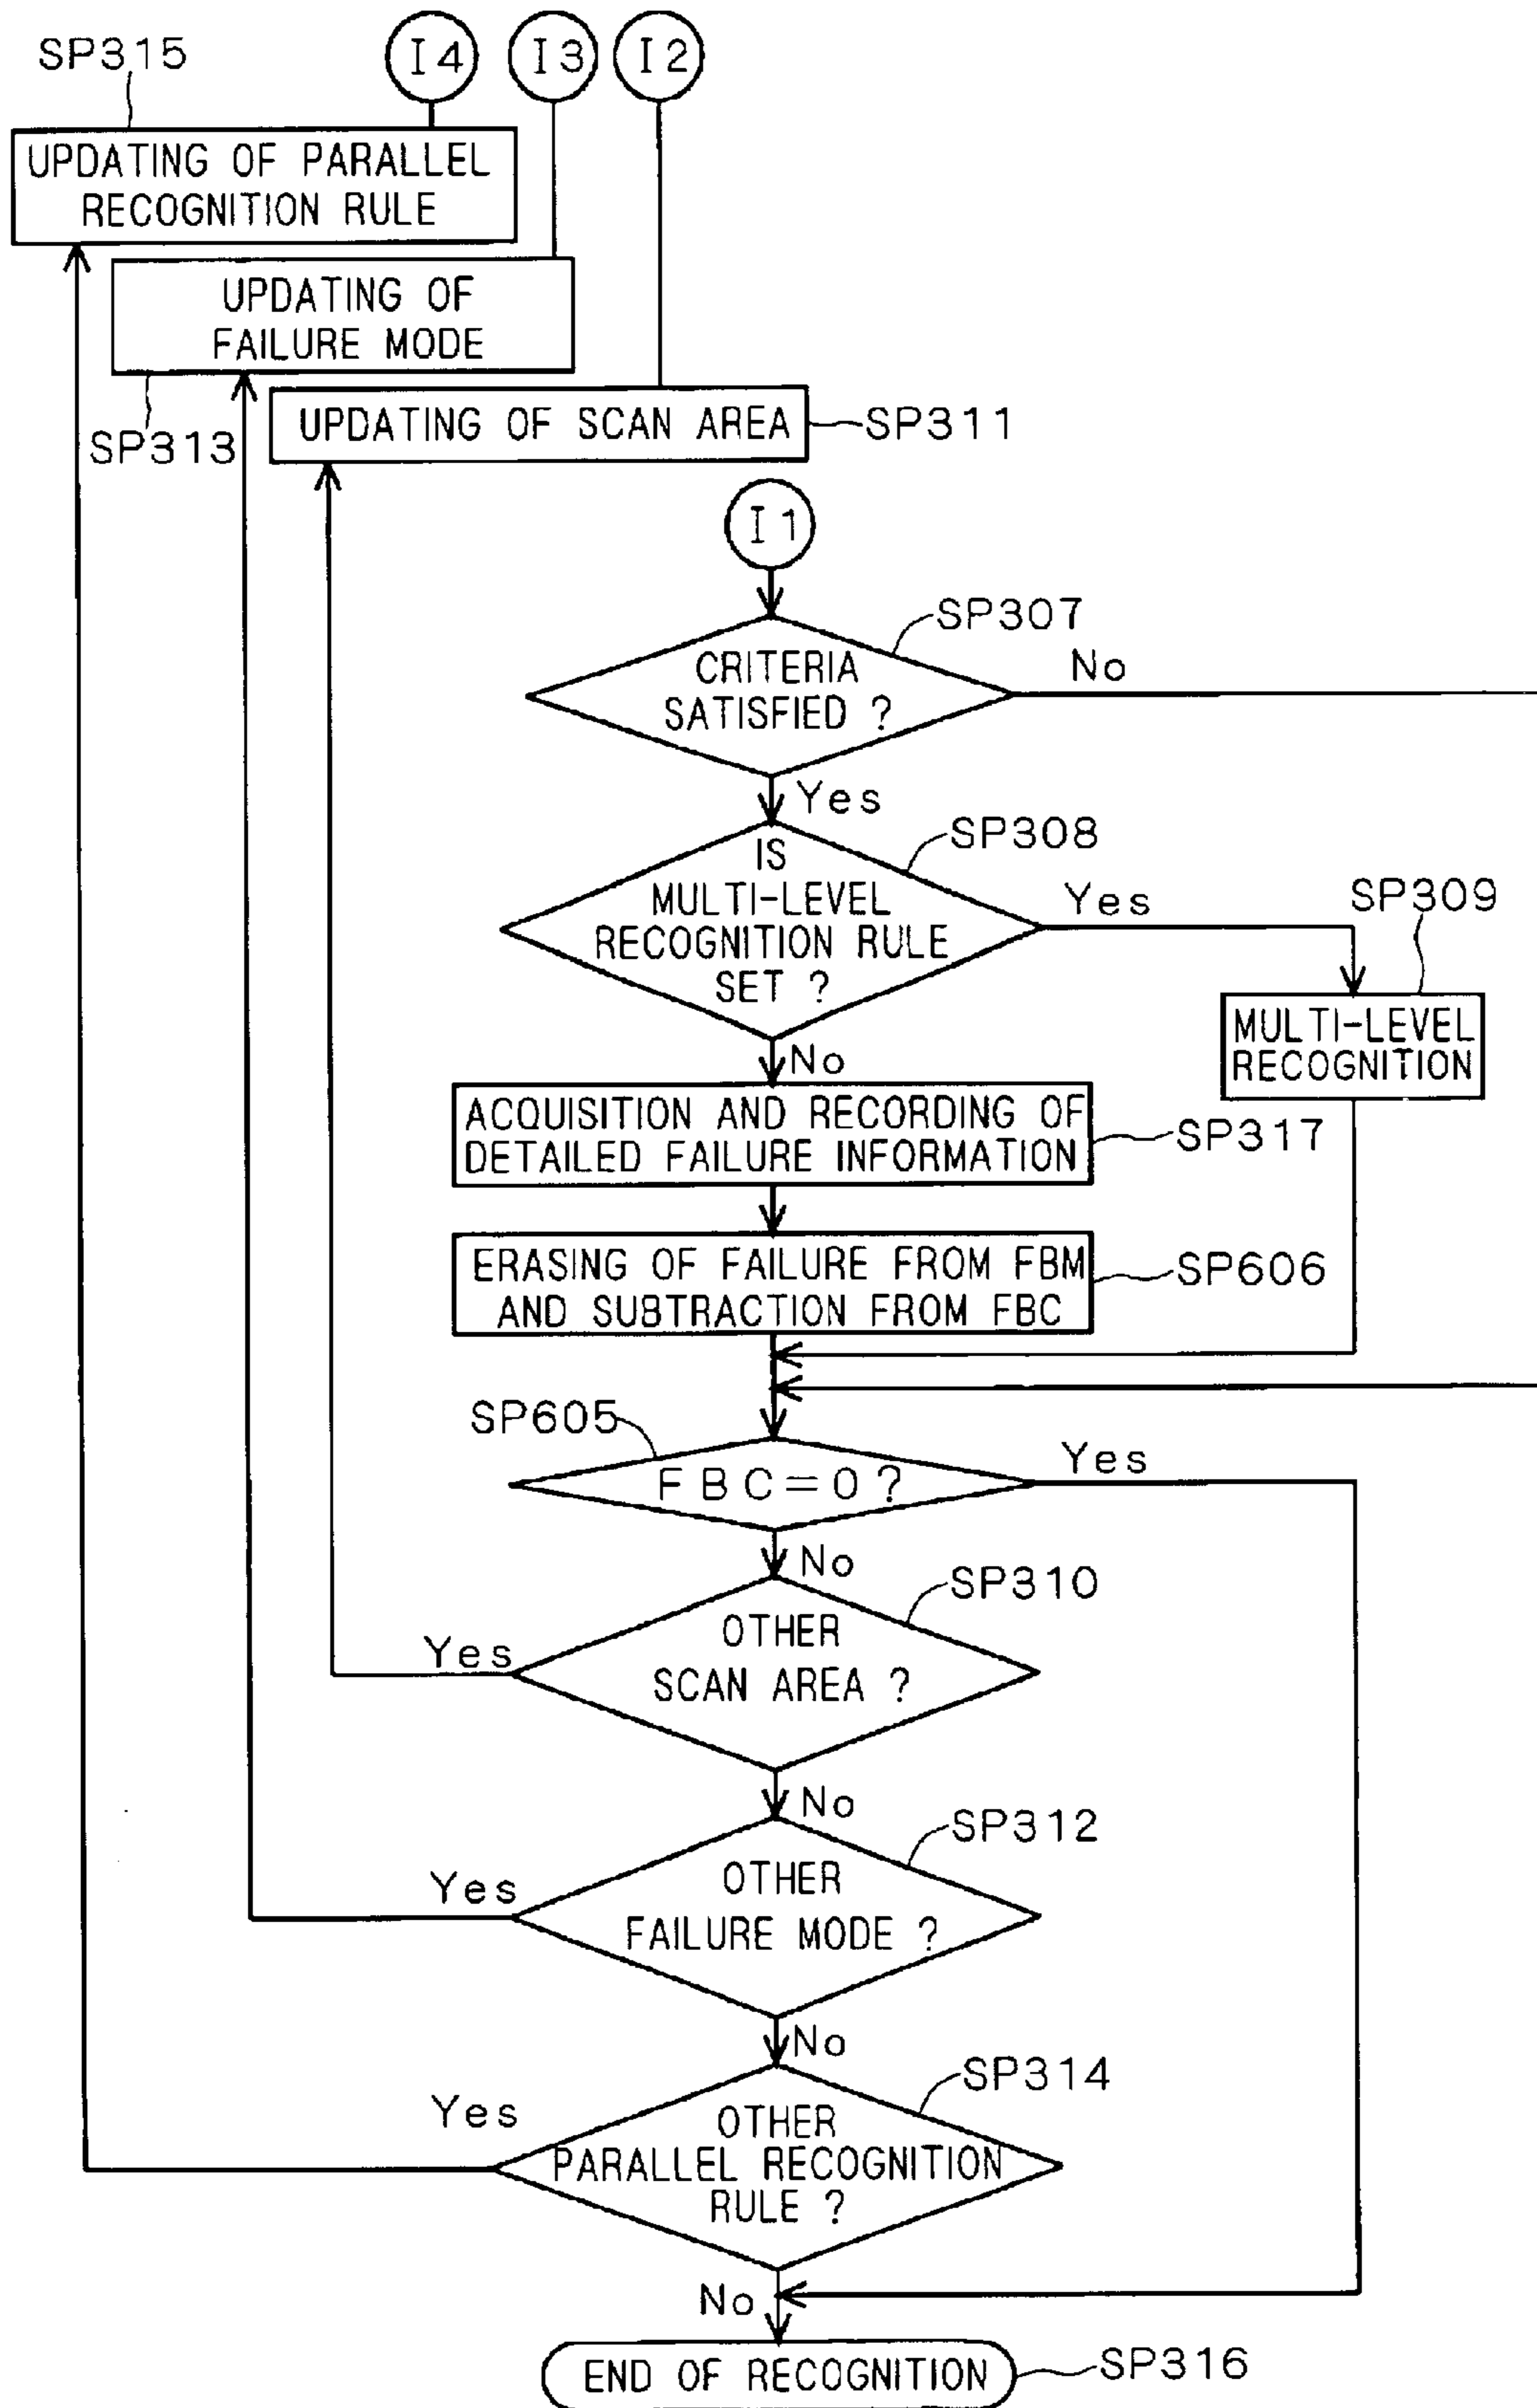 SP315
I4
I3
I2
UPDATING OF PARALLEL
RECOGNITION RULE
UPDATING OF
FAILURE MODE
SP313
UPDATING OF SCAN AREA
SP311
I1
SP307
CRITERIA
SATISFIED ?
No
Yes
SP308
IS
MULTI-LEVEL
RECOGNITION RULE
SET ?
Yes
SP309
MULTI-LEVEL
RECOGNITION
No
ACQUISITION AND RECORDING OF
DETAILED FAILURE INFORMATION
SP317
ERASING OF FAILURE FROM FBM
AND SUBTRACTION FROM FBC
SP606
SP605
FBC=0?
Yes
No
SP310
OTHER
SCAN AREA ?
Yes
No
SP312
OTHER
FAILURE MODE ?
Yes
No
SP314
OTHER
PARALLEL RECOGNITION
RULE ?
Yes
No
END OF RECOGNITION
SP316